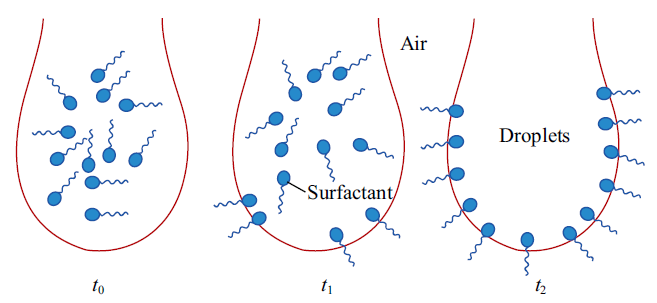 Air
Droplets
Surfactant
t0
t1
t2